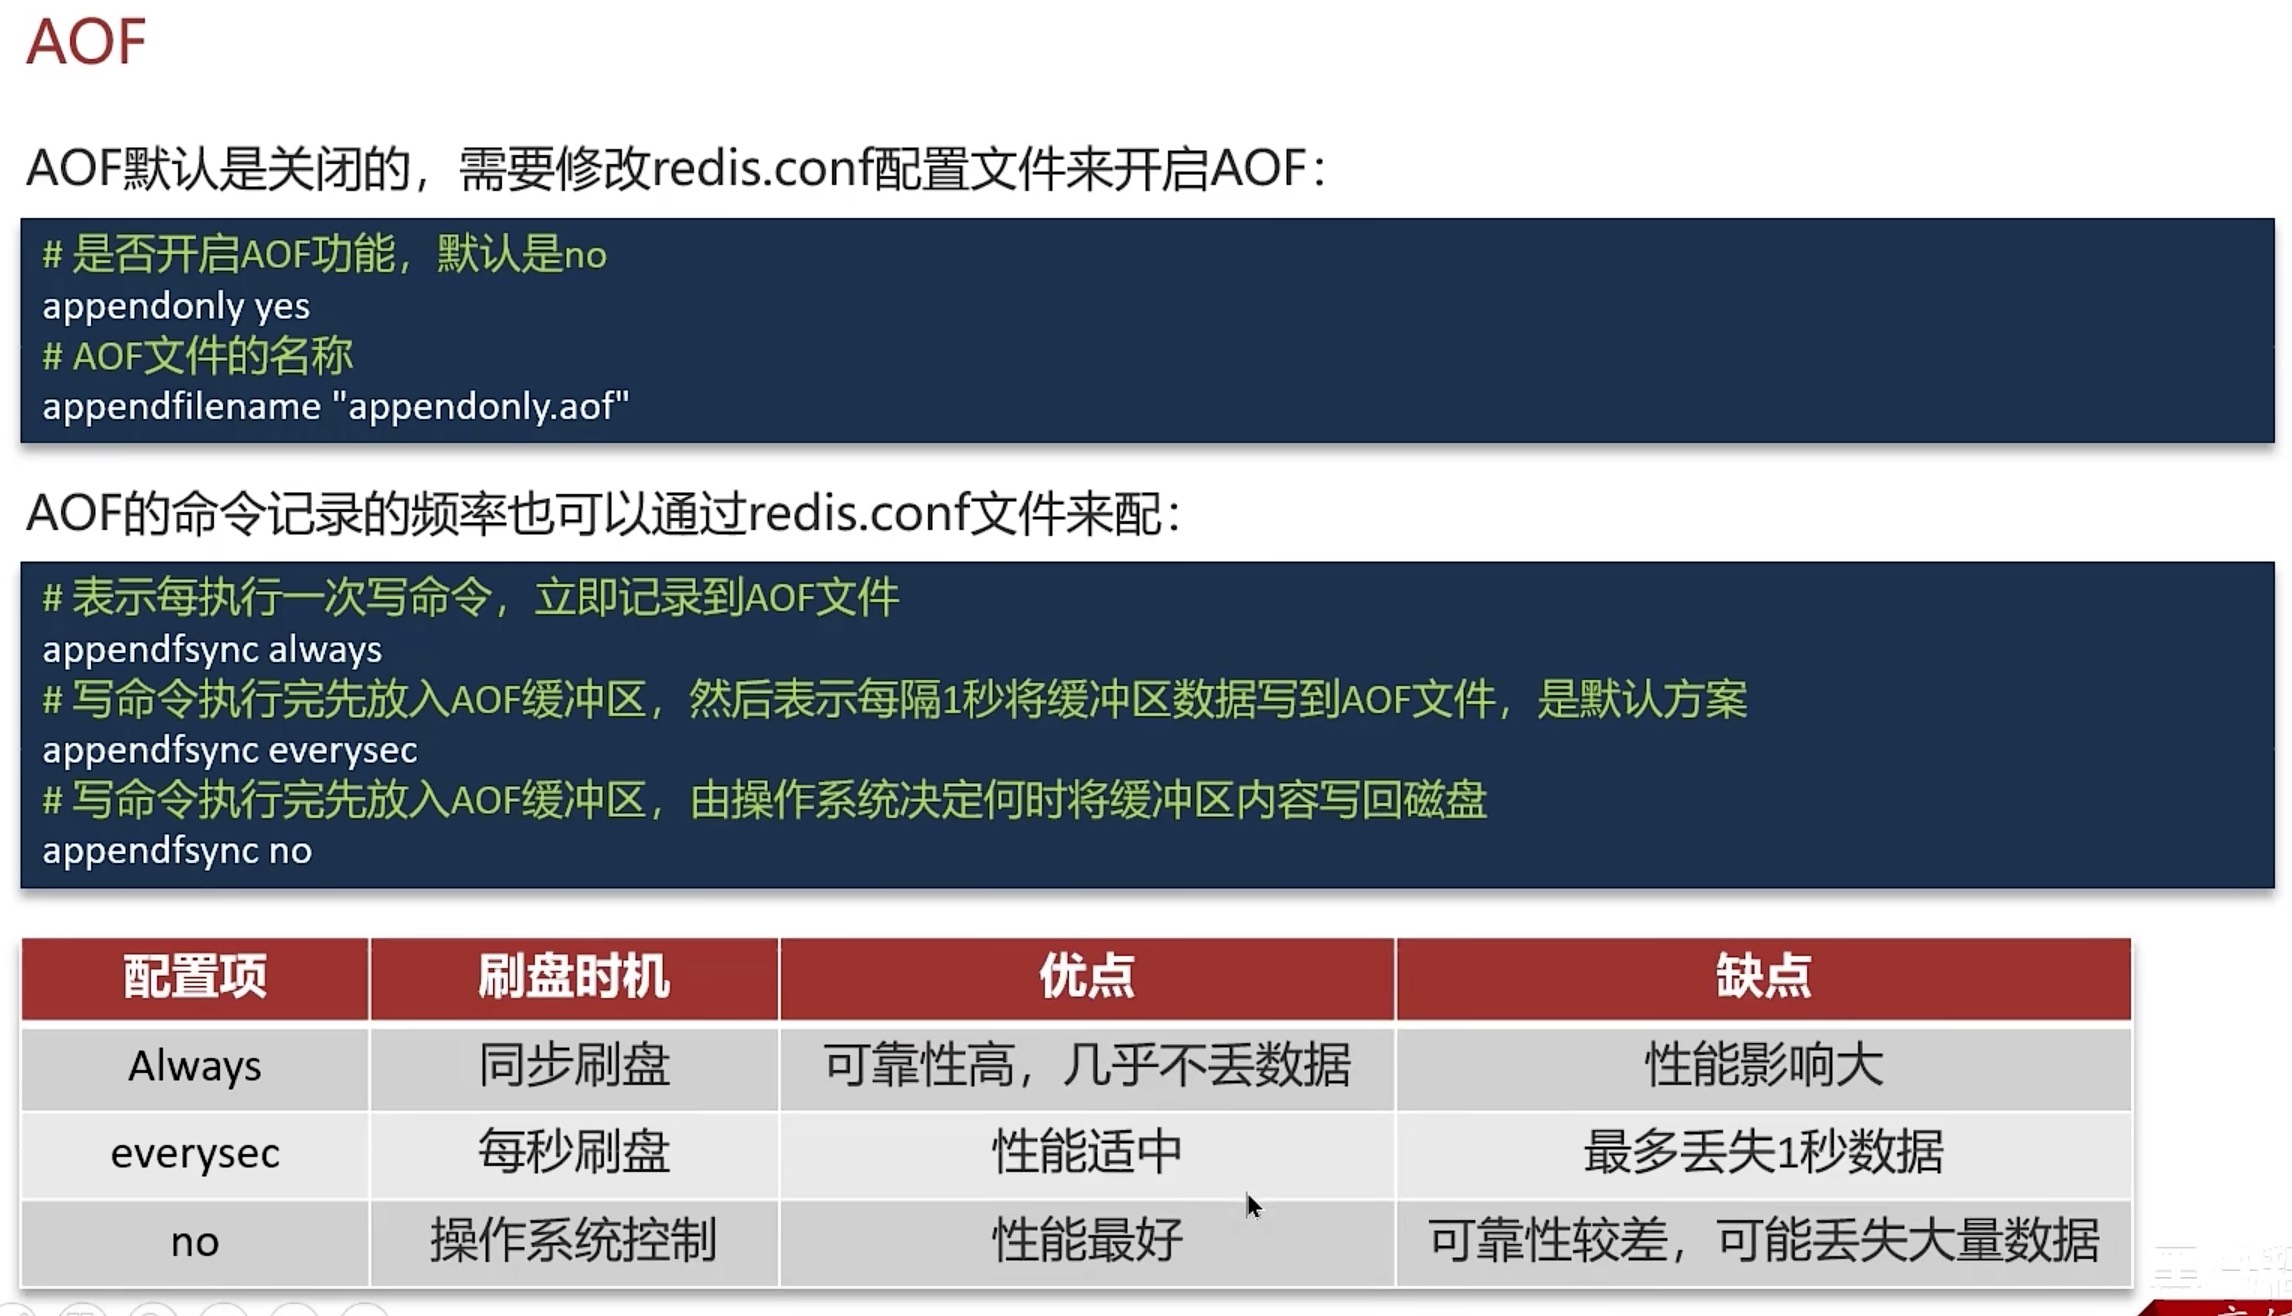 AOF
AOF默认是关闭的，需要修改redis.conf配置文件来开启AOF：
# 是否开启AOF功能，默认是no
appendonly yes
# AOF文件的名称
appendfilename "appendonly.aof"
AOF的命令记录的频率也可以通过redis.conf文件来配：
# 表示每执行一次写命令，立即记录到AOF文件
appendfsync always
# 写命令执行完先放入AOF缓冲区，然后表示每隔1秒将缓冲区数据写到AOF文件，是默认方案
appendfsync everysec
# 写命令执行完先放入AOF缓冲区，由操作系统决定何时将缓冲区内容写回磁盘
appendfsync no
配置项 刷盘时机 优点 缺点
Always 同步刷盘 可靠性高，几乎不丢数据 性能影响大
everysec 每秒刷盘 性能适中 最多丢失1秒数据
no 操作系统控制 性能最好 可靠性较差，可能丢失大量数据